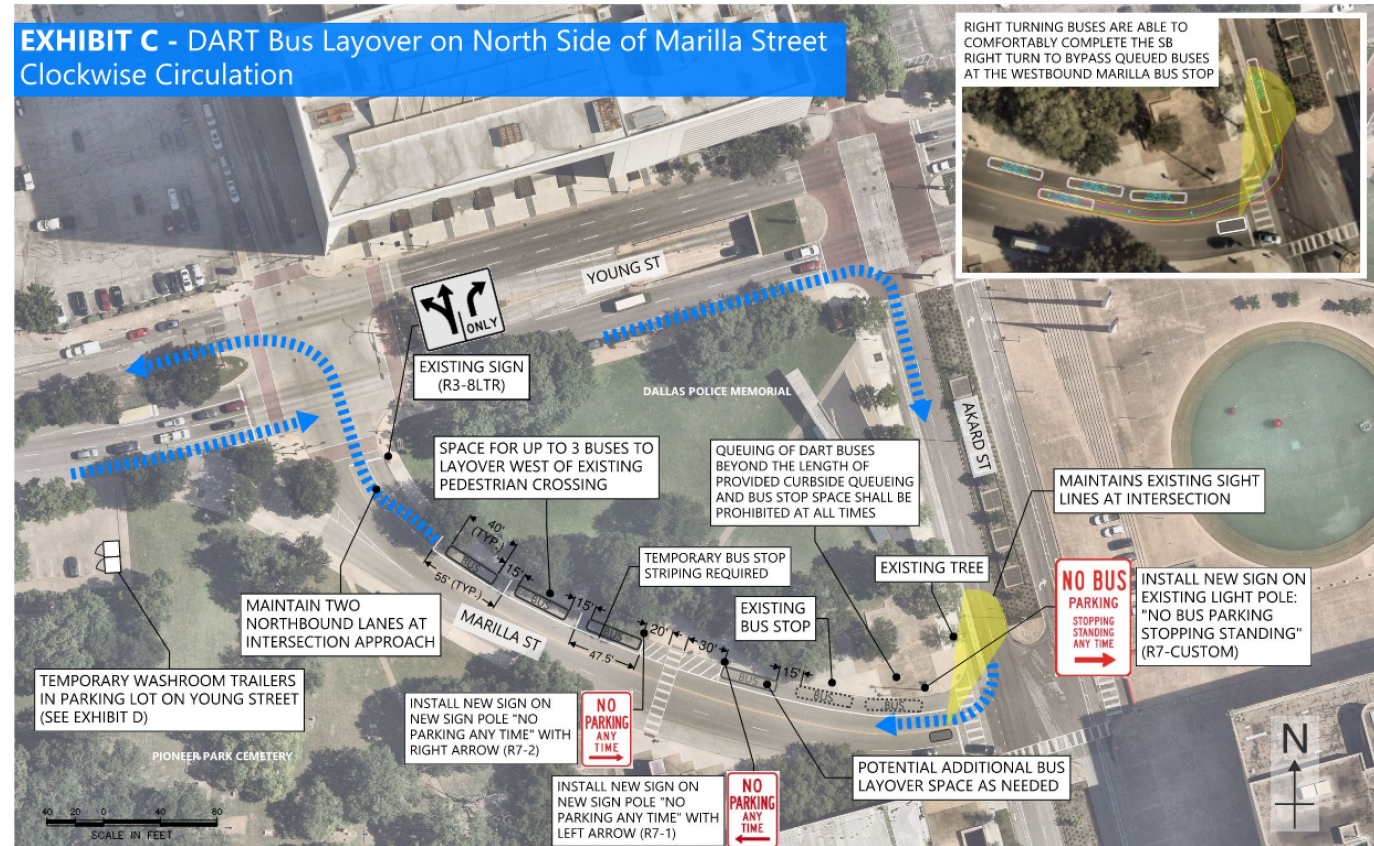 EXHIBIT C - DART Bus Layover on North Side of Marilla Street
Clockwise Circulation
RIGHT TURNING BUSES ARE ABLE TO
COMFORTABLY COMPLETE THE SB
RIGHT TURN TO BYPASS QUEUED BUSES
AT THE WESTBOUND MARILLA BUS STOP
YOUNG ST
ONLY
EXISTING SIGN
(R3-8LTR)
DALLAS POLICE MEMORIAL
AKARD ST
SPACE FOR UP TO 3 BUSES TO
LAYOVER WEST OF EXISTING
PEDESTRIAN CROSSING
QUEUING OF DART BUSES
BEYOND THE LENGTH OF
PROVIDED CURBSIDE QUEUEING
AND BUS STOP SPACE SHALL BE
PROHIBITED AT ALL TIMES
MAINTAINS EXISTING SIGHT
LINES AT INTERSECTION
40'
(TYP.)
15'
55' (TYP.)
BUS
BUS
15'
BUS
47.5'
20'
30'
BUS
15'
BUS
BUS
TEMPORARY BUS STOP
STRIPING REQUIRED
EXISTING TREE
EXISTING
BUS STOP
NO BUS
PARKING
STOPPING
STANDING
ANY TIME
INSTALL NEW SIGN ON
EXISTING LIGHT POLE:
"NO BUS PARKING
STOPPING STANDING"
(R7-CUSTOM)
MAINTAIN TWO
NORTHBOUND LANES AT
INTERSECTION APPROACH
MARILLA ST
TEMPORARY WASHROOM TRAILERS
IN PARKING LOT ON YOUNG STREET
(SEE EXHIBIT D)
INSTALL NEW SIGN ON
NEW SIGN POLE "NO
PARKING ANY TIME" WITH
RIGHT ARROW (R7-2)
NO
PARKING
ANY
TIME
PIONEER PARK CEMETERY
INSTALL NEW SIGN ON
NEW SIGN POLE "NO
PARKING ANY TIME" WITH
LEFT ARROW (R7-1)
NO
PARKING
ANY
TIME
POTENTIAL ADDITIONAL BUS
LAYOVER SPACE AS NEEDED
N
40 20 0 40 80
SCALE IN FEET